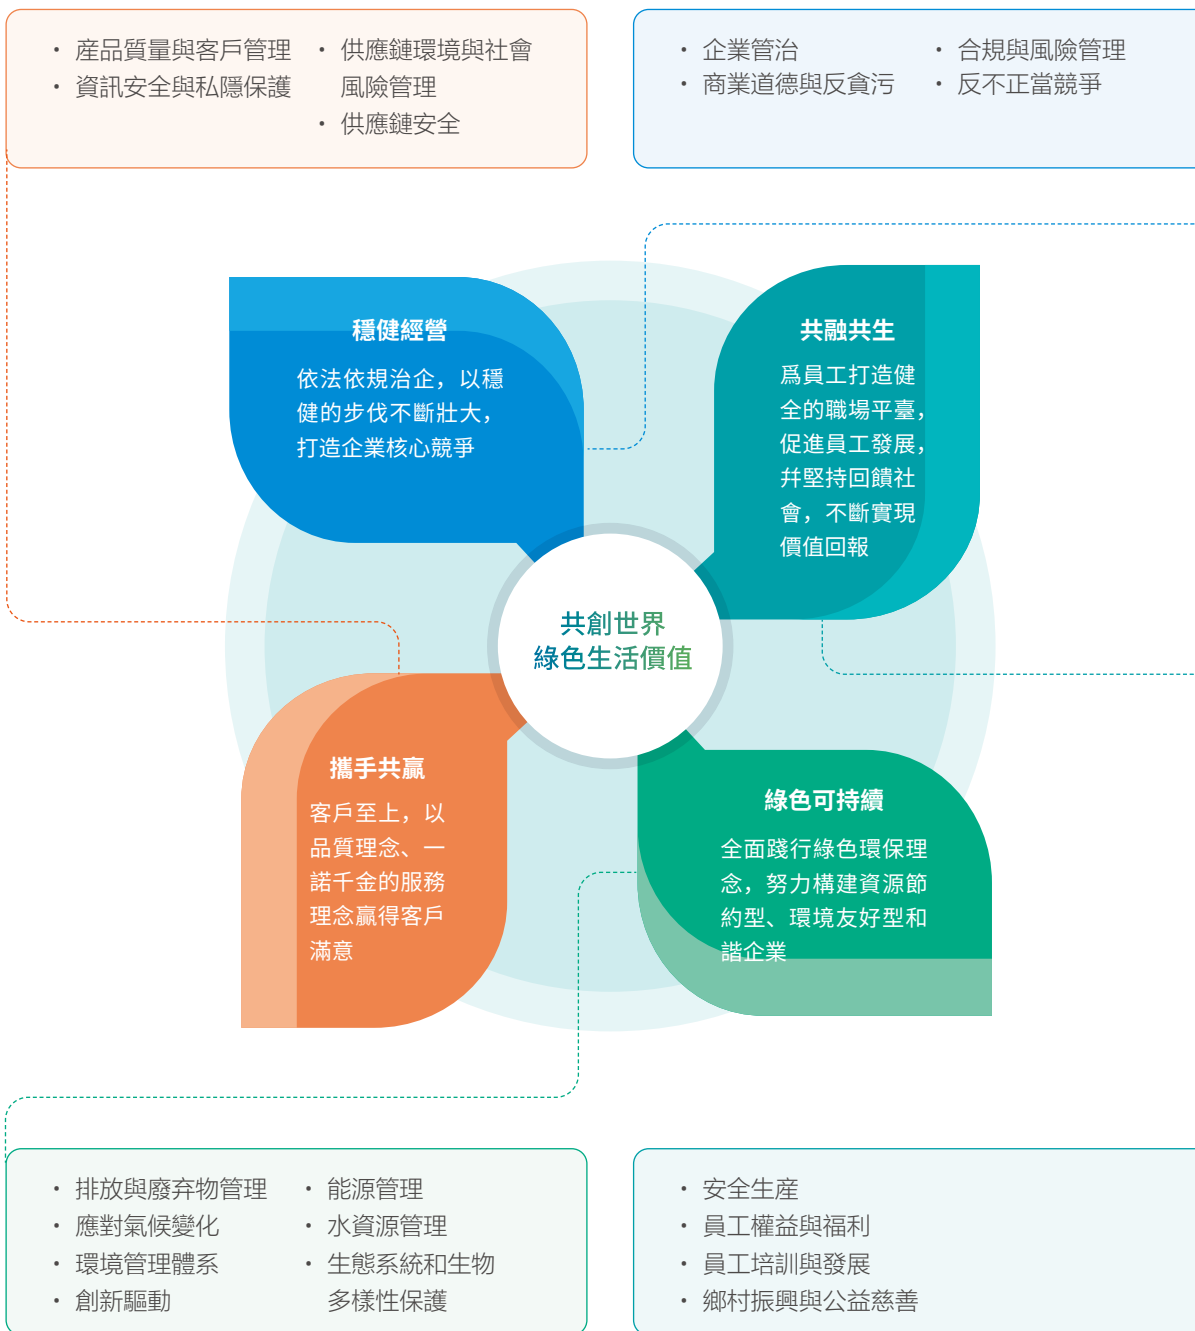 · 産品質量與客戶管理
· 資訊安全與私隱保護
· 供應鏈環境與社會
風險管理
· 供應鏈安全
· 企業管治
· 商業道德與反貪污
· 合規與風險管理
· 反不正當競爭
穩健經營
依法依規治企，以穩
健的步伐不斷壯大，
打造企業核心競爭
共融共生
爲員工打造健
全的職場平臺，
促進員工發展，
幷堅持回饋社
會，不斷實現
價值回報
共創世界
綠色生活價值
攜手共贏
客戶至上，以
品質理念、一
諾千金的服務
理念贏得客戶
滿意
綠色可持續
全面踐行綠色環保理
念，努力構建資源節
約型、環境友好型和
諧企業
· 排放與廢弃物管理
· 應對氣候變化
· 環境管理體系
· 創新驅動
· 能源管理
· 水資源管理
· 生態系統和生物
多樣性保護
· 安全生産
· 員工權益與福利
· 員工培訓與發展
· 鄉村振興與公益慈善